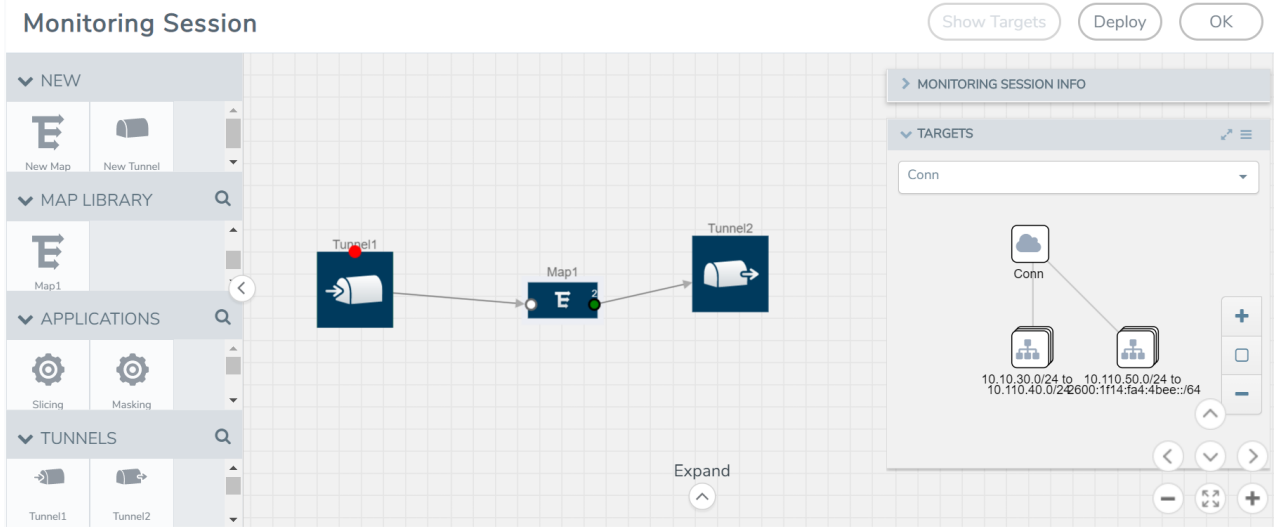 Monitoring Session
Show Targets
Deploy
OK
NEW
New Map
New Tunnel
MAP LIBRARY
Map1
APPLICATIONS
Slicing
Masking
TUNNELS
Tunnel1
Tunnel2
Tunnel1
Map1
2
Tunnel2
Expand
MONITORING SESSION INFO
TARGETS
Conn
Conn
10.10.30.0/24 to
10.110.40.0/24
10.110.50.0/24 to
2600:1f14:fa4:4bee::/64